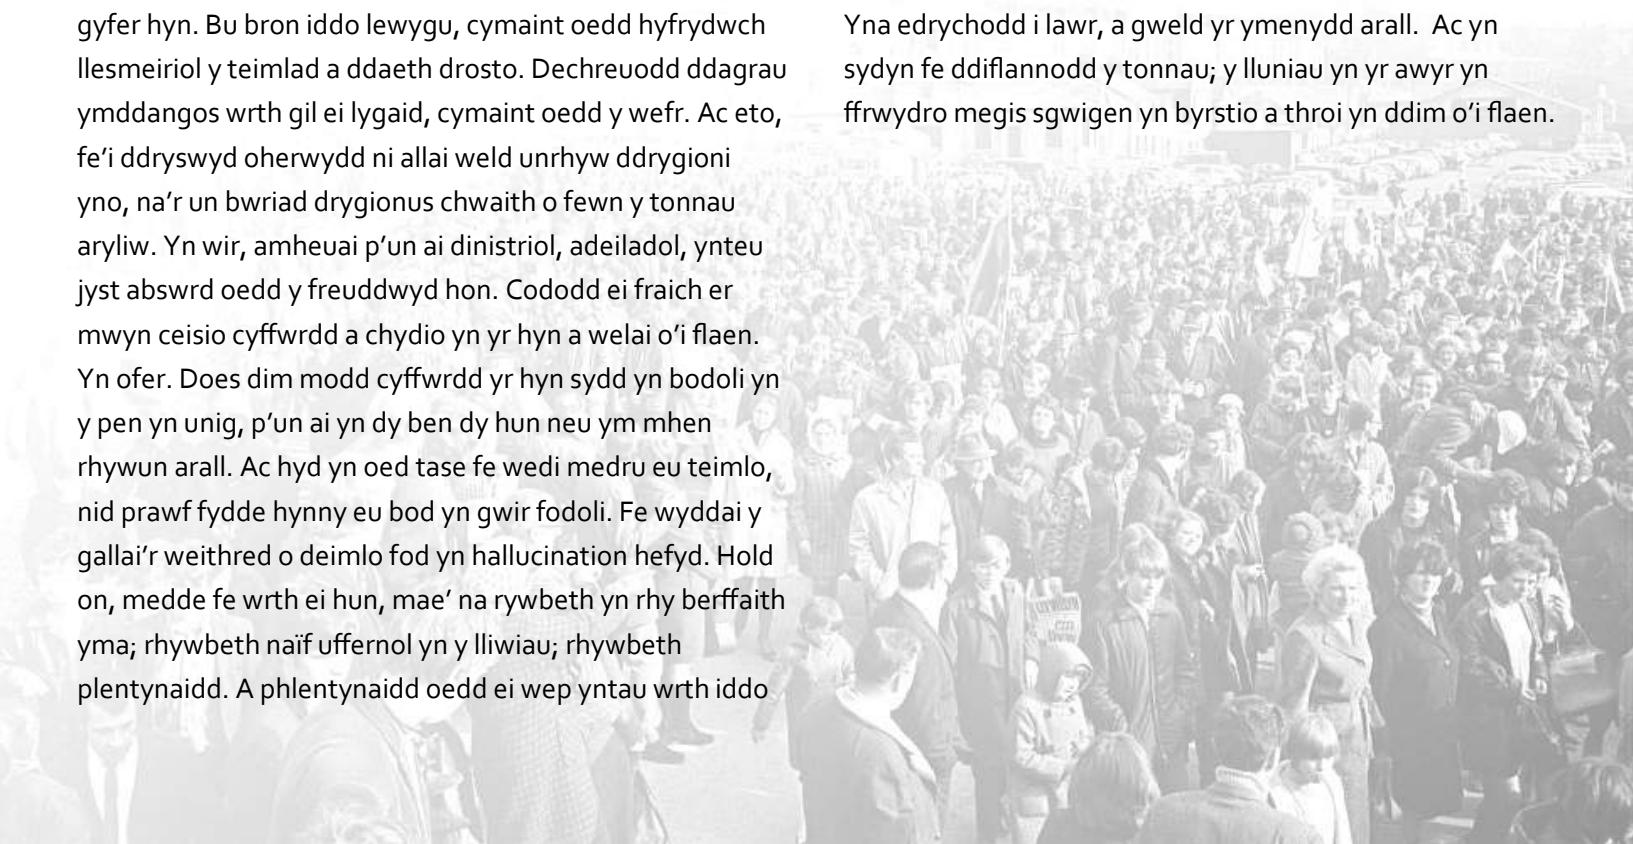 gyfer hyn. Bu bron iddo lewygu, cymaint oedd hyfrydwch
llesmeiriol y teimlad a ddaeth drosto. Dechreuodd ddagrau
ymddangos wrth gil ei lygaid, cymaint oedd y wefr. Ac eto,
fe’i ddryswyd oherwydd ni allai weld unrhyw ddrygioni
yno, na’r un bwriad drygionus chwaith o fewn y tonnau
aryliw. Yn wir, amheuai p’un ai dinistriol, adeiladol, ynteu
jyst abswrd oedd y freuddwyd hon. Cododd ei fraich er
mwyn ceisio cyffwrdd a chydio yn yr hyn a welai o’i flaen.
Yn ofer. Does dim modd cyffwrdd yr hyn sydd yn bodoli yn
y pen yn unig, p’un ai yn dy ben dy hun neu ym mhen
rhywun arall. Ac hyd yn oed tase fe wedi medru eu teimlo,
nid prawf fydde hynny eu bod yn gwir fodoli. Fe wyddai y
gallai’r weithred o deimlo fod yn hallucination hefyd. Hold
on, medde fe wrth ei hun, mae’ na rywbeth yn rhy berffaith
yma; rhywbeth naïf uffernol yn y lliwiau; rhywbeth
plentynaidd. A phlentynaidd oedd ei wep yntau wrth iddo
Yna edrychodd i lawr, a gweld yr ymenydd arall.  Ac yn
sydyn fe ddiflannodd y tonnau; y lluniau yn yr awyr yn
ffrwydro megis sgwigen yn byrstio a throi yn ddim o’i flaen.